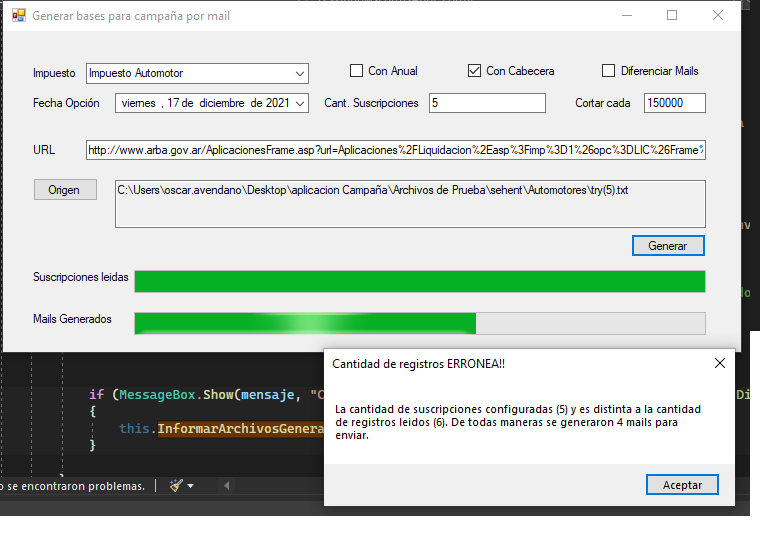 Generar bases para campaña por mail
Impuesto Impuesto Automotor Con Anual Con Cabecera Diferenciar Mails
Fecha Opción viernes , 17 de diciembre de 2021 Cant. Suscripciones 5 Cortar cada 150000
URL http://www.arba.gov.ar/AplicacionesFrame.asp?url=Aplicaciones%2FLiquidacion%2Easp%3Fimp%3D1%26opc%3DLIC%26Frame%
Origen C:\Users\oscar.avendano\Desktop\aplicacion Campaña\Archivos de Prueba\sehent\Automotores\try(5).txt
Generar
Suscripciones leidas
Mails Generados
Cantidad de registros ERRONEA!!
if (MessageBox.Show(mensaje, "C
{
this.InformarArchivosGenera
}
La cantidad de suscripciones configuradas (5) y es distinta a la cantidad
de registros leidos (6). De todas maneras se generaron 4 mails para
enviar.
o se encontraron problemas.
Aceptar